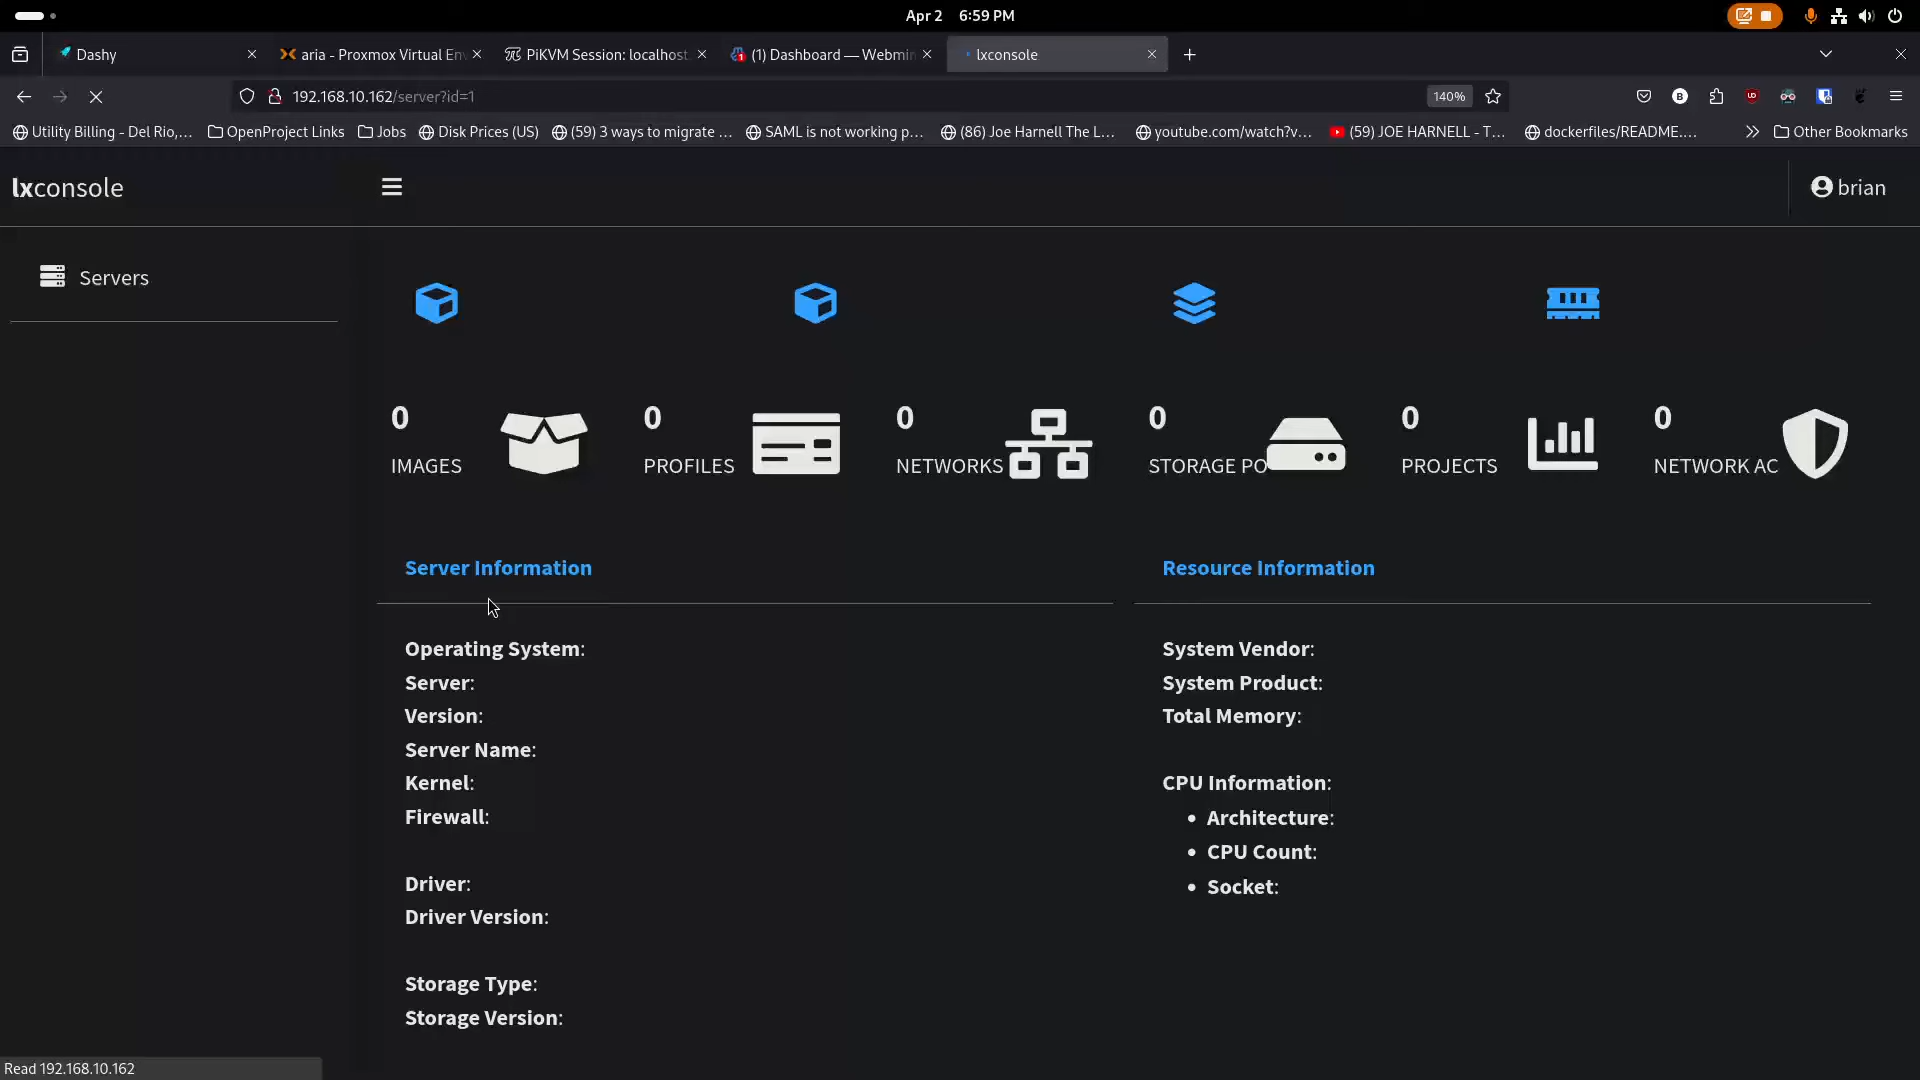 Apr 2 6:59 PM
Dashy
aria - Proxmox Virtual En
PiKVM Session: localhost
(1) Dashboard — Webmin
lxconsole
192.168.10.162/server?id=1
140%
Utility Billing - Del Rio,...
OpenProject Links
Jobs
Disk Prices (US)
(59) 3 ways to migrate ...
SAML is not working p...
(86) Joe Harnell The L...
youtube.com/watch?v...
(59) JOE HARNELL - T...
dockerfiles/README....
Other Bookmarks
lxconsole
brian
Servers
0
IMAGES
0
PROFILES
0
NETWORKS
0
STORAGE PO
0
PROJECTS
0
NETWORK AC
Server Information
Operating System:
Server:
Version:
Server Name:
Kernel:
Firewall:
Driver:
Driver Version:
Storage Type:
Storage Version:
Resource Information
System Vendor:
System Product:
Total Memory:
CPU Information:
Architecture:
CPU Count:
Socket:
Read 192.168.10.162